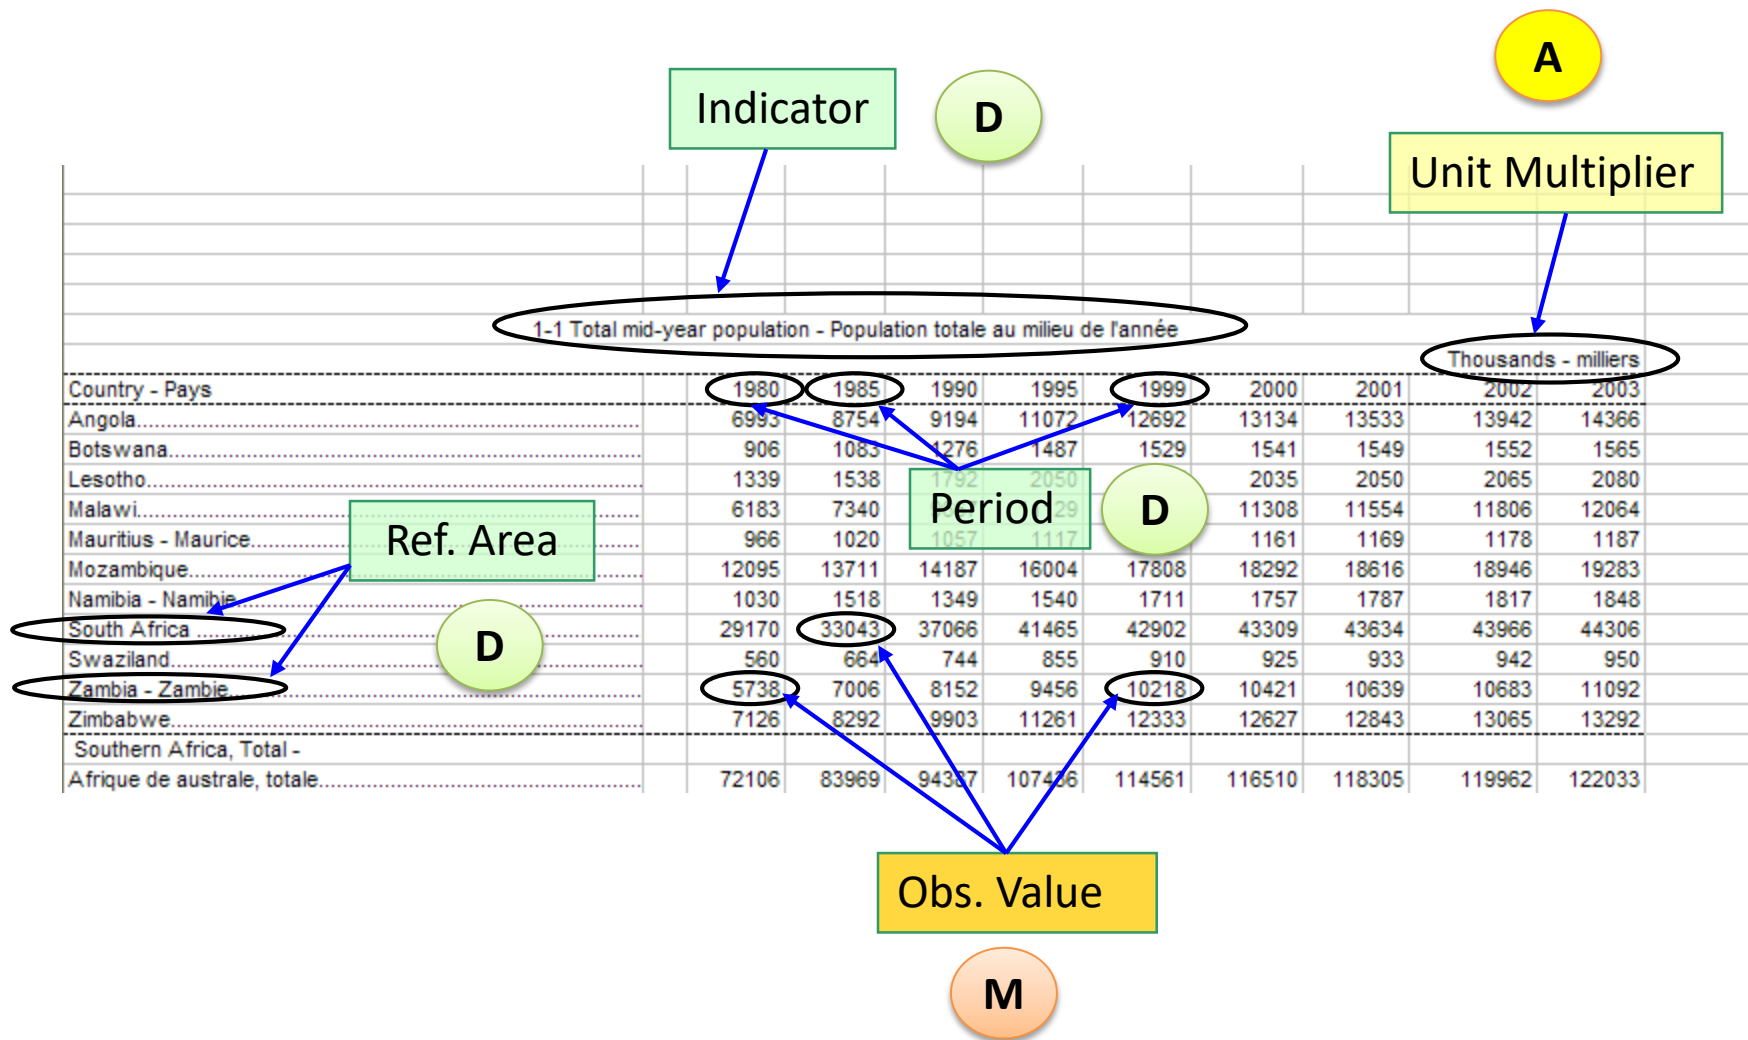 A
Indicator D
Unit Multiplier
1-1 Total mid-year population - Population totale au milieu de l'année
Thousands - milliers
Country - Pays 1980 1985 1990 1995 1999 2000 2001 2002 2003
Angola 6993 8754 9194 11072 12692 13134 13533 13942 14366
Botswana 906 1083 1276 1487 1529 1541 1549 1552 1565
Lesotho 1339 1538 1792 2050 2035 2050 2065 2080
Malawi 6183 7340 11308 11554 11806 12064
Period D
Ref. Area
Mauritius - Maurice 966 1020 1057 1117 1161 1169 1178 1187
Mozambique 12095 13711 14187 16004 17808 18292 18616 18946 19283
Namibia - Namibie 1030 1518 1349 1540 1711 1757 1787 1817 1848
South Africa 29170 33043 37066 41465 42902 43309 43634 43966 44306
D
Swaziland 560 664 744 855 910 925 933 942 950
Zambia - Zambie 5738 7006 8152 9456 10218 10421 10639 10683 11092
Zimbabwe 7126 8292 9903 11261 12333 12627 12843 13065 13292
Southern Africa, Total -
Afrique de australe, totale 72106 83969 94387 107436 114561 116510 118305 119962 122033
Obs. Value
M